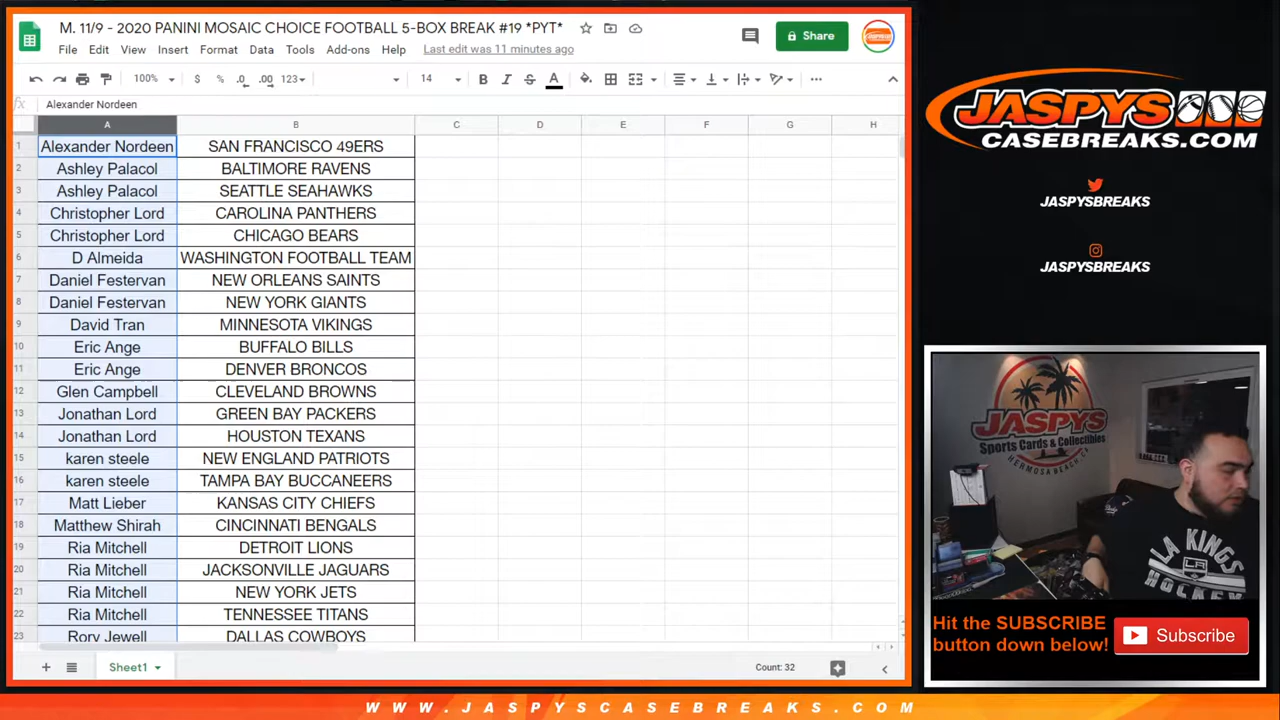 M. 11/9 - 2020 PANINI MOSAIC CHOICE FOOTBALL 5-BOX BREAK #19 *PYT*
File Edit View Insert Format Data Tools Add-ons Help Last edit was 11 minutes ago
Share
100% $ % .0 .00 123 14 B I S A
fx Alexander Nordeen
A B C D E F G H
1 Alexander Nordeen SAN FRANCISCO 49ERS
2 Ashley Palacol BALTIMORE RAVENS
3 Ashley Palacol SEATTLE SEAHAWKS
4 Christopher Lord CAROLINA PANTHERS
5 Christopher Lord CHICAGO BEARS
6 D Almeida WASHINGTON FOOTBALL TEAM
7 Daniel Festervan NEW ORLEANS SAINTS
8 Daniel Festervan NEW YORK GIANTS
9 David Tran MINNESOTA VIKINGS
10 Eric Ange BUFFALO BILLS
11 Eric Ange DENVER BRONCOS
12 Glen Campbell CLEVELAND BROWNS
13 Jonathan Lord GREEN BAY PACKERS
14 Jonathan Lord HOUSTON TEXANS
15 karen steele NEW ENGLAND PATRIOTS
16 karen steele TAMPA BAY BUCCANEERS
17 Matt Lieber KANSAS CITY CHIEFS
18 Matthew Shirah CINCINNATI BENGALS
19 Ria Mitchell DETROIT LIONS
20 Ria Mitchell JACKSONVILLE JAGUARS
21 Ria Mitchell NEW YORK JETS
22 Ria Mitchell TENNESSEE TITANS
23 Rory Jewell DALLAS COWBOYS
Sheet1
Count: 32
JASPYS
CASEBREAKS.COM
JASPYSBREAKS
JASPYSBREAKS
JASPYS
Sports Cards & Collectibles
HERMOSA BEACH, CA
LA KINGS
LA
HOCKEY
Hit the SUBSCRIBE
button down below!
Subscribe
WWW.JASPYSCASEBREAKS.COM